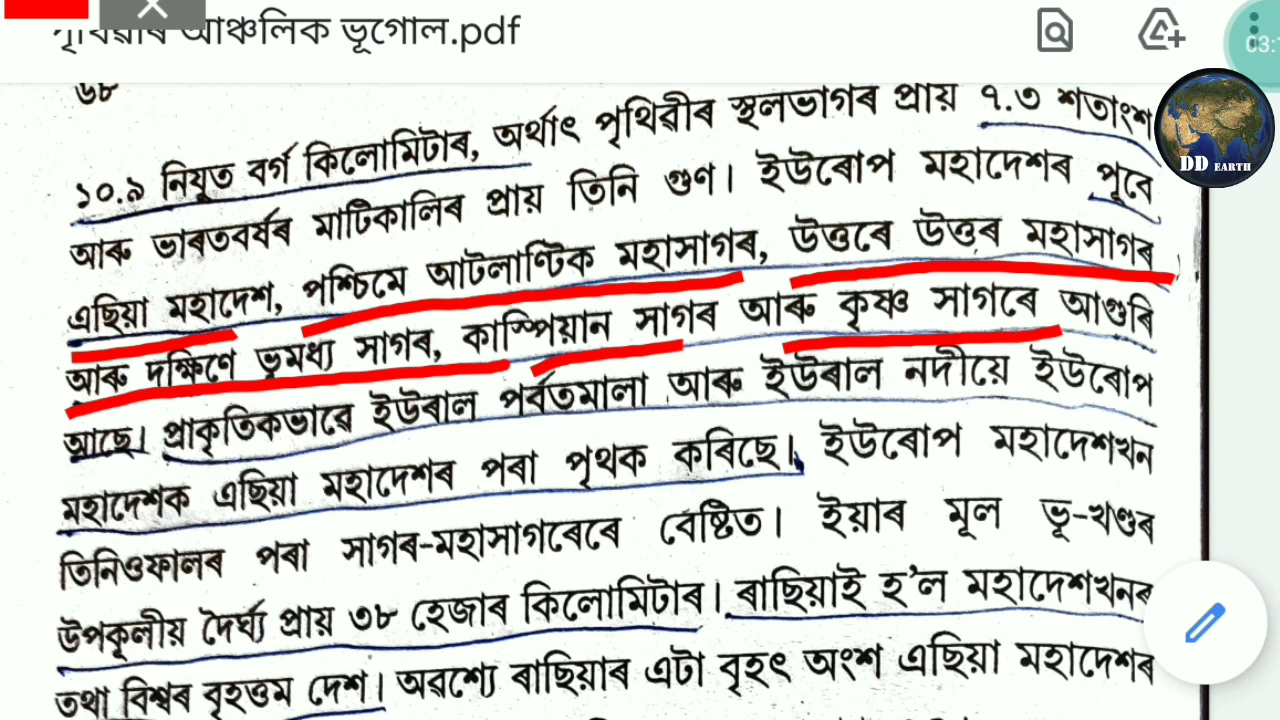 পৃথিৱীৰ আঞ্চলিক ভূগোল.pdf
03:
৬৮
DD EARTH
১০.৯ নিযুত বৰ্গ কিলোমিটাৰ, অৰ্থাৎ পৃথিৱীৰ স্থলভাগৰ প্ৰায় ৭.৩ শতাংশ
আৰু ভাৰতবৰ্ষৰ মাটিকালিৰ প্ৰায় তিনি গুণ। ইউৰোপ মহাদেশৰ পূবে
এছিয়া মহাদেশ, পশ্চিমে আটলাণ্টিক মহাসাগৰ, উত্তৰে উত্তৰ মহাসাগৰ
আৰু দক্ষিণে ভূমধ্য সাগৰ, কাস্পিয়ান সাগৰ আৰু কৃষ্ণ সাগৰে আগুৰি
আছে। প্ৰাকৃতিকভাৱে ইউৰাল পৰ্বতমালা আৰু ইউৰাল নদীয়ে ইউৰোপ
মহাদেশক এছিয়া মহাদেশৰ পৰা পৃথক কৰিছে। ইউৰোপ মহাদেশখন
তিনিওফালৰ পৰা সাগৰ-মহাসাগৰেৰে বেষ্টিত। ইয়াৰ মূল ভূ-খণ্ডৰ
উপকূলীয় দৈৰ্ঘ্য প্ৰায় ৩৮ হেজাৰ কিলোমিটাৰ। ৰাছিয়াই হ'ল মহাদেশখনৰ
তথা বিশ্বৰ বৃহত্তম দেশ। অৱশ্যে ৰাছিয়াৰ এটা বৃহৎ অংশ এছিয়া মহাদেশৰ